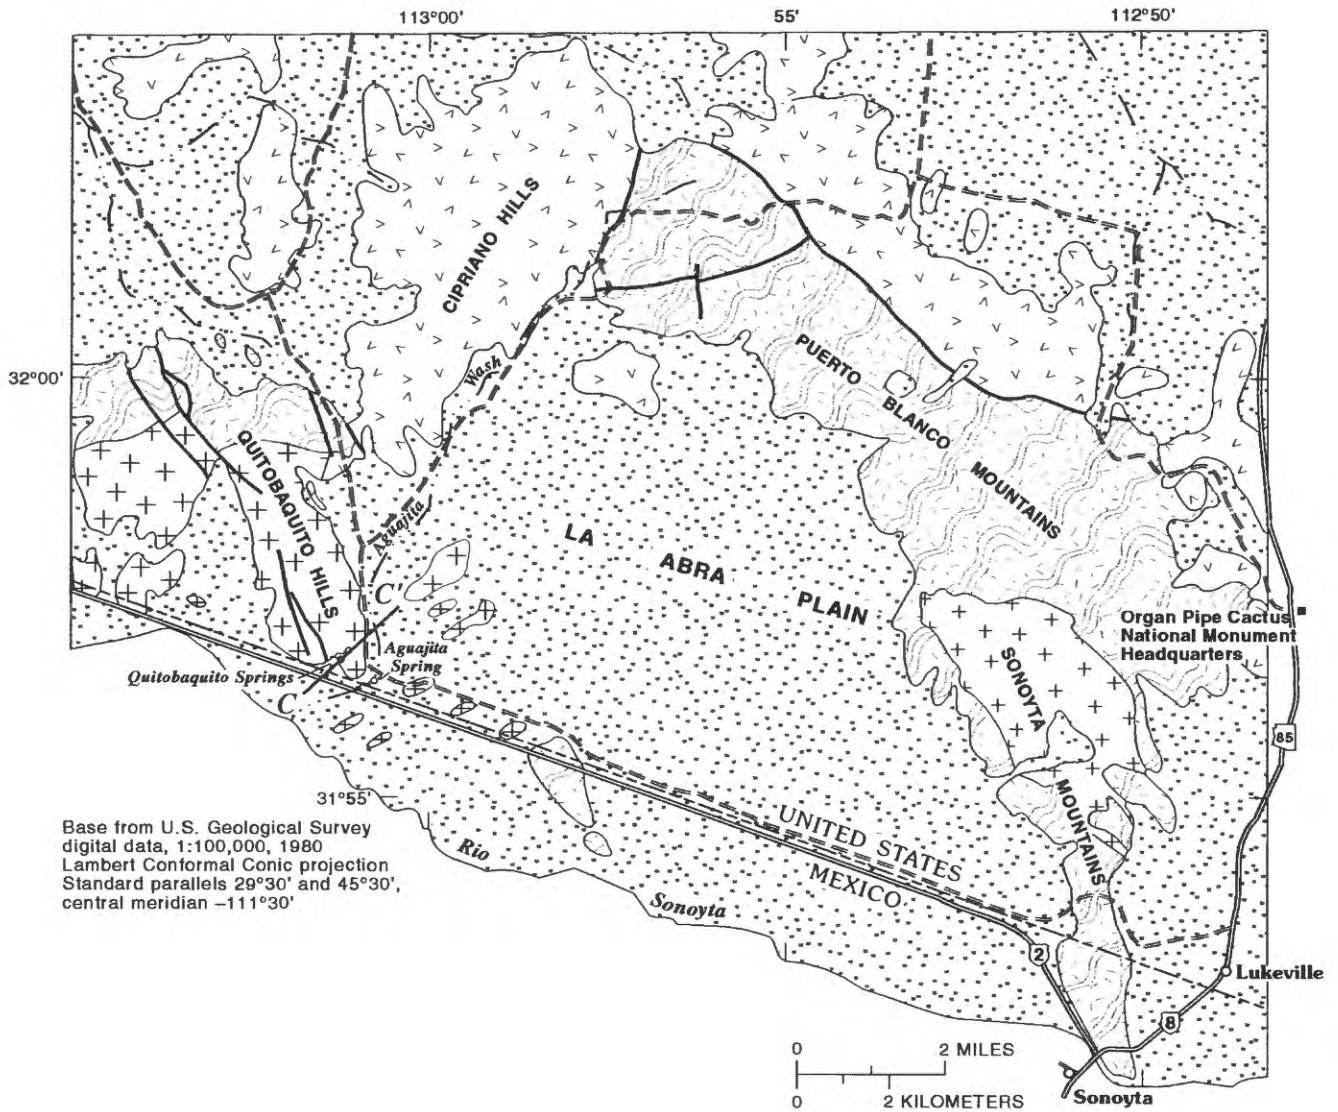 113°00'
55'
112°50'
CIPRIANO HILLS
32°00'
Wash
PUERTO
BLANCO
MOUNTAINS
QUITOBAQUITO HILLS
Aguajita
LA ABRA PLAIN
C'
Organ Pipe Cactus
National Monument
Headquarters
SONOYTA
MOUNTAINS
Aguajita
Spring
Quitobaquito Springs
C
85
31°55'
UNITED STATES
MEXICO
Base from U.S. Geological Survey
digital data, 1:100,000, 1980
Lambert Conformal Conic projection
Standard parallels 29°30' and 45°30',
central meridian –111°30'
Rio
Sonoyta
2
Lukeville
8
0 2 MILES
0 2 KILOMETERS
Sonoyta